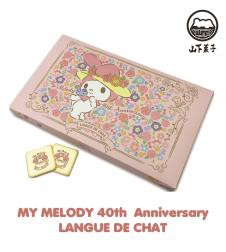 山下菓子
MY MELODY 40th Anniversary
LANGUE DE CHAT